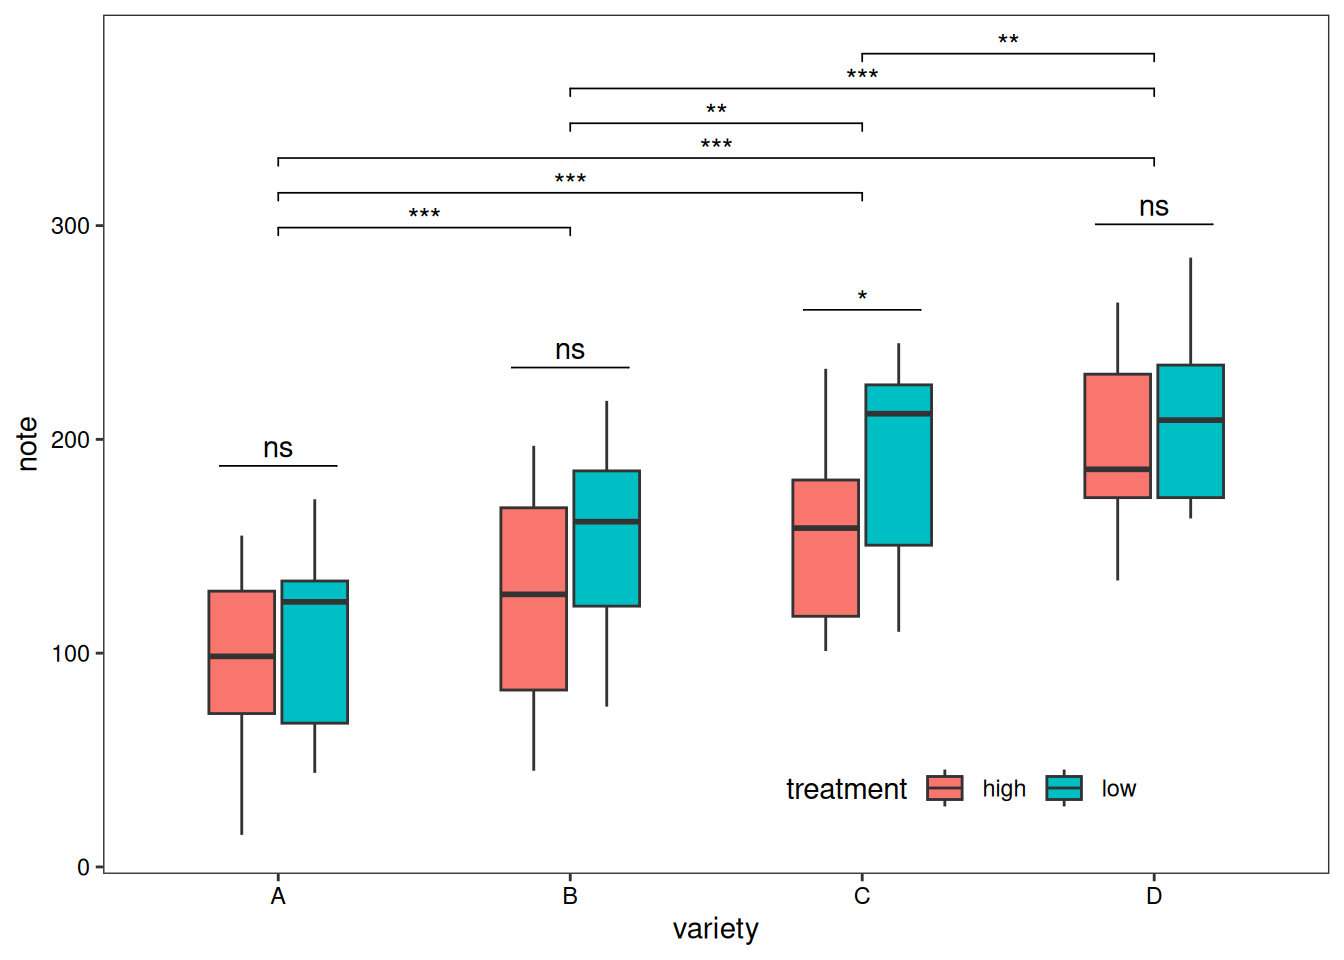 **
***
**
***
***
***
ns
300
*
ns
200
ns
note
100
treatment high low
0
A B C D
variety